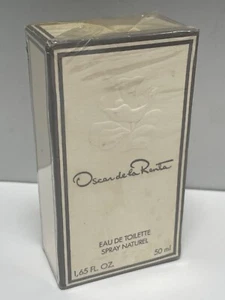 Oscar de la Renta
EAU DE TOILETTE
SPRAY NATUREL
1.65 FL. OZ.
50 ml